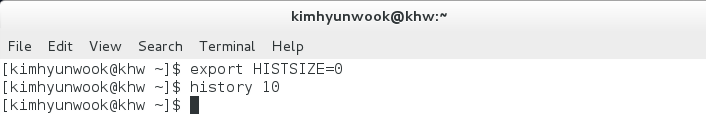 kimhyunwook@khw:~
File Edit View Search Terminal Help
[kimhyunwook@khw ~]$ export HISTSIZE=0
[kimhyunwook@khw ~]$ history 10
[kimhyunwook@khw ~]$